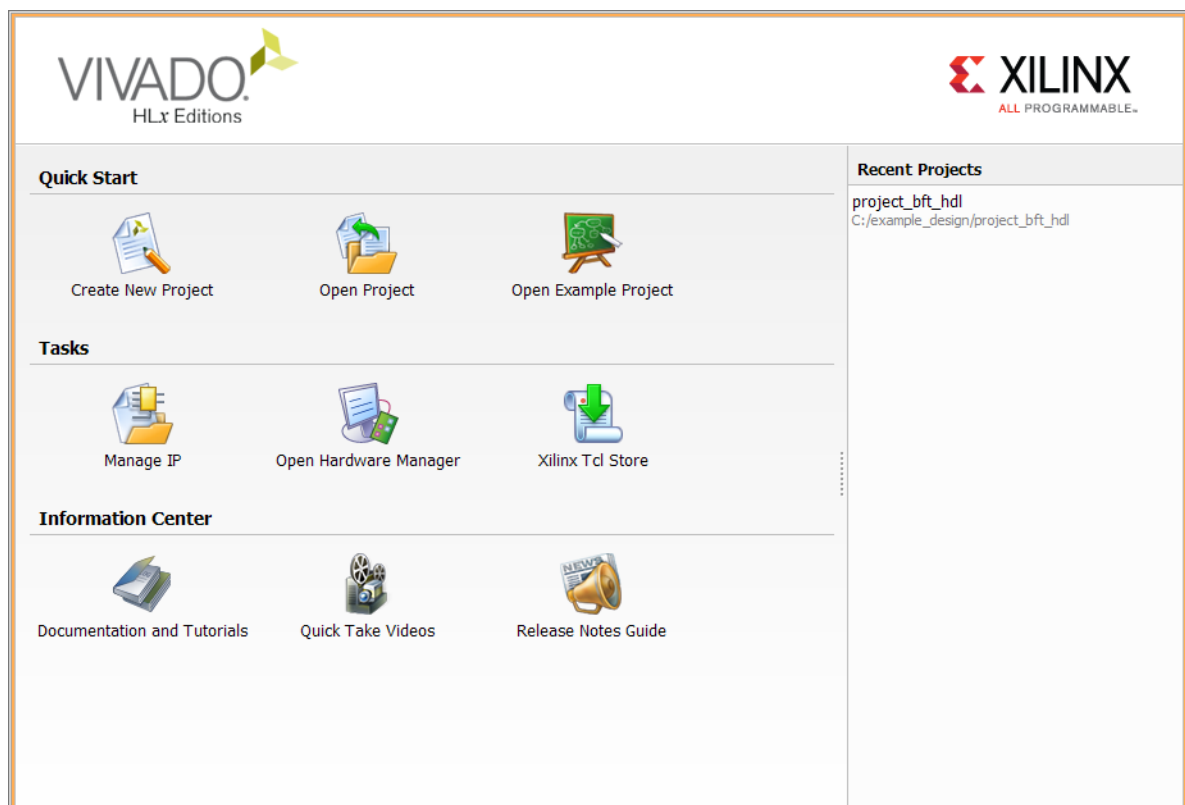 VIVADO.
HLx Editions
XILINX
ALL PROGRAMMABLE™
Quick Start
Create New Project
Open Project
Open Example Project
Tasks
Manage IP
Open Hardware Manager
Xilinx Tcl Store
Information Center
Documentation and Tutorials
Quick Take Videos
NEWS
Release Notes Guide
Recent Projects
project_bft_hdl
C:/example_design/project_bft_hdl